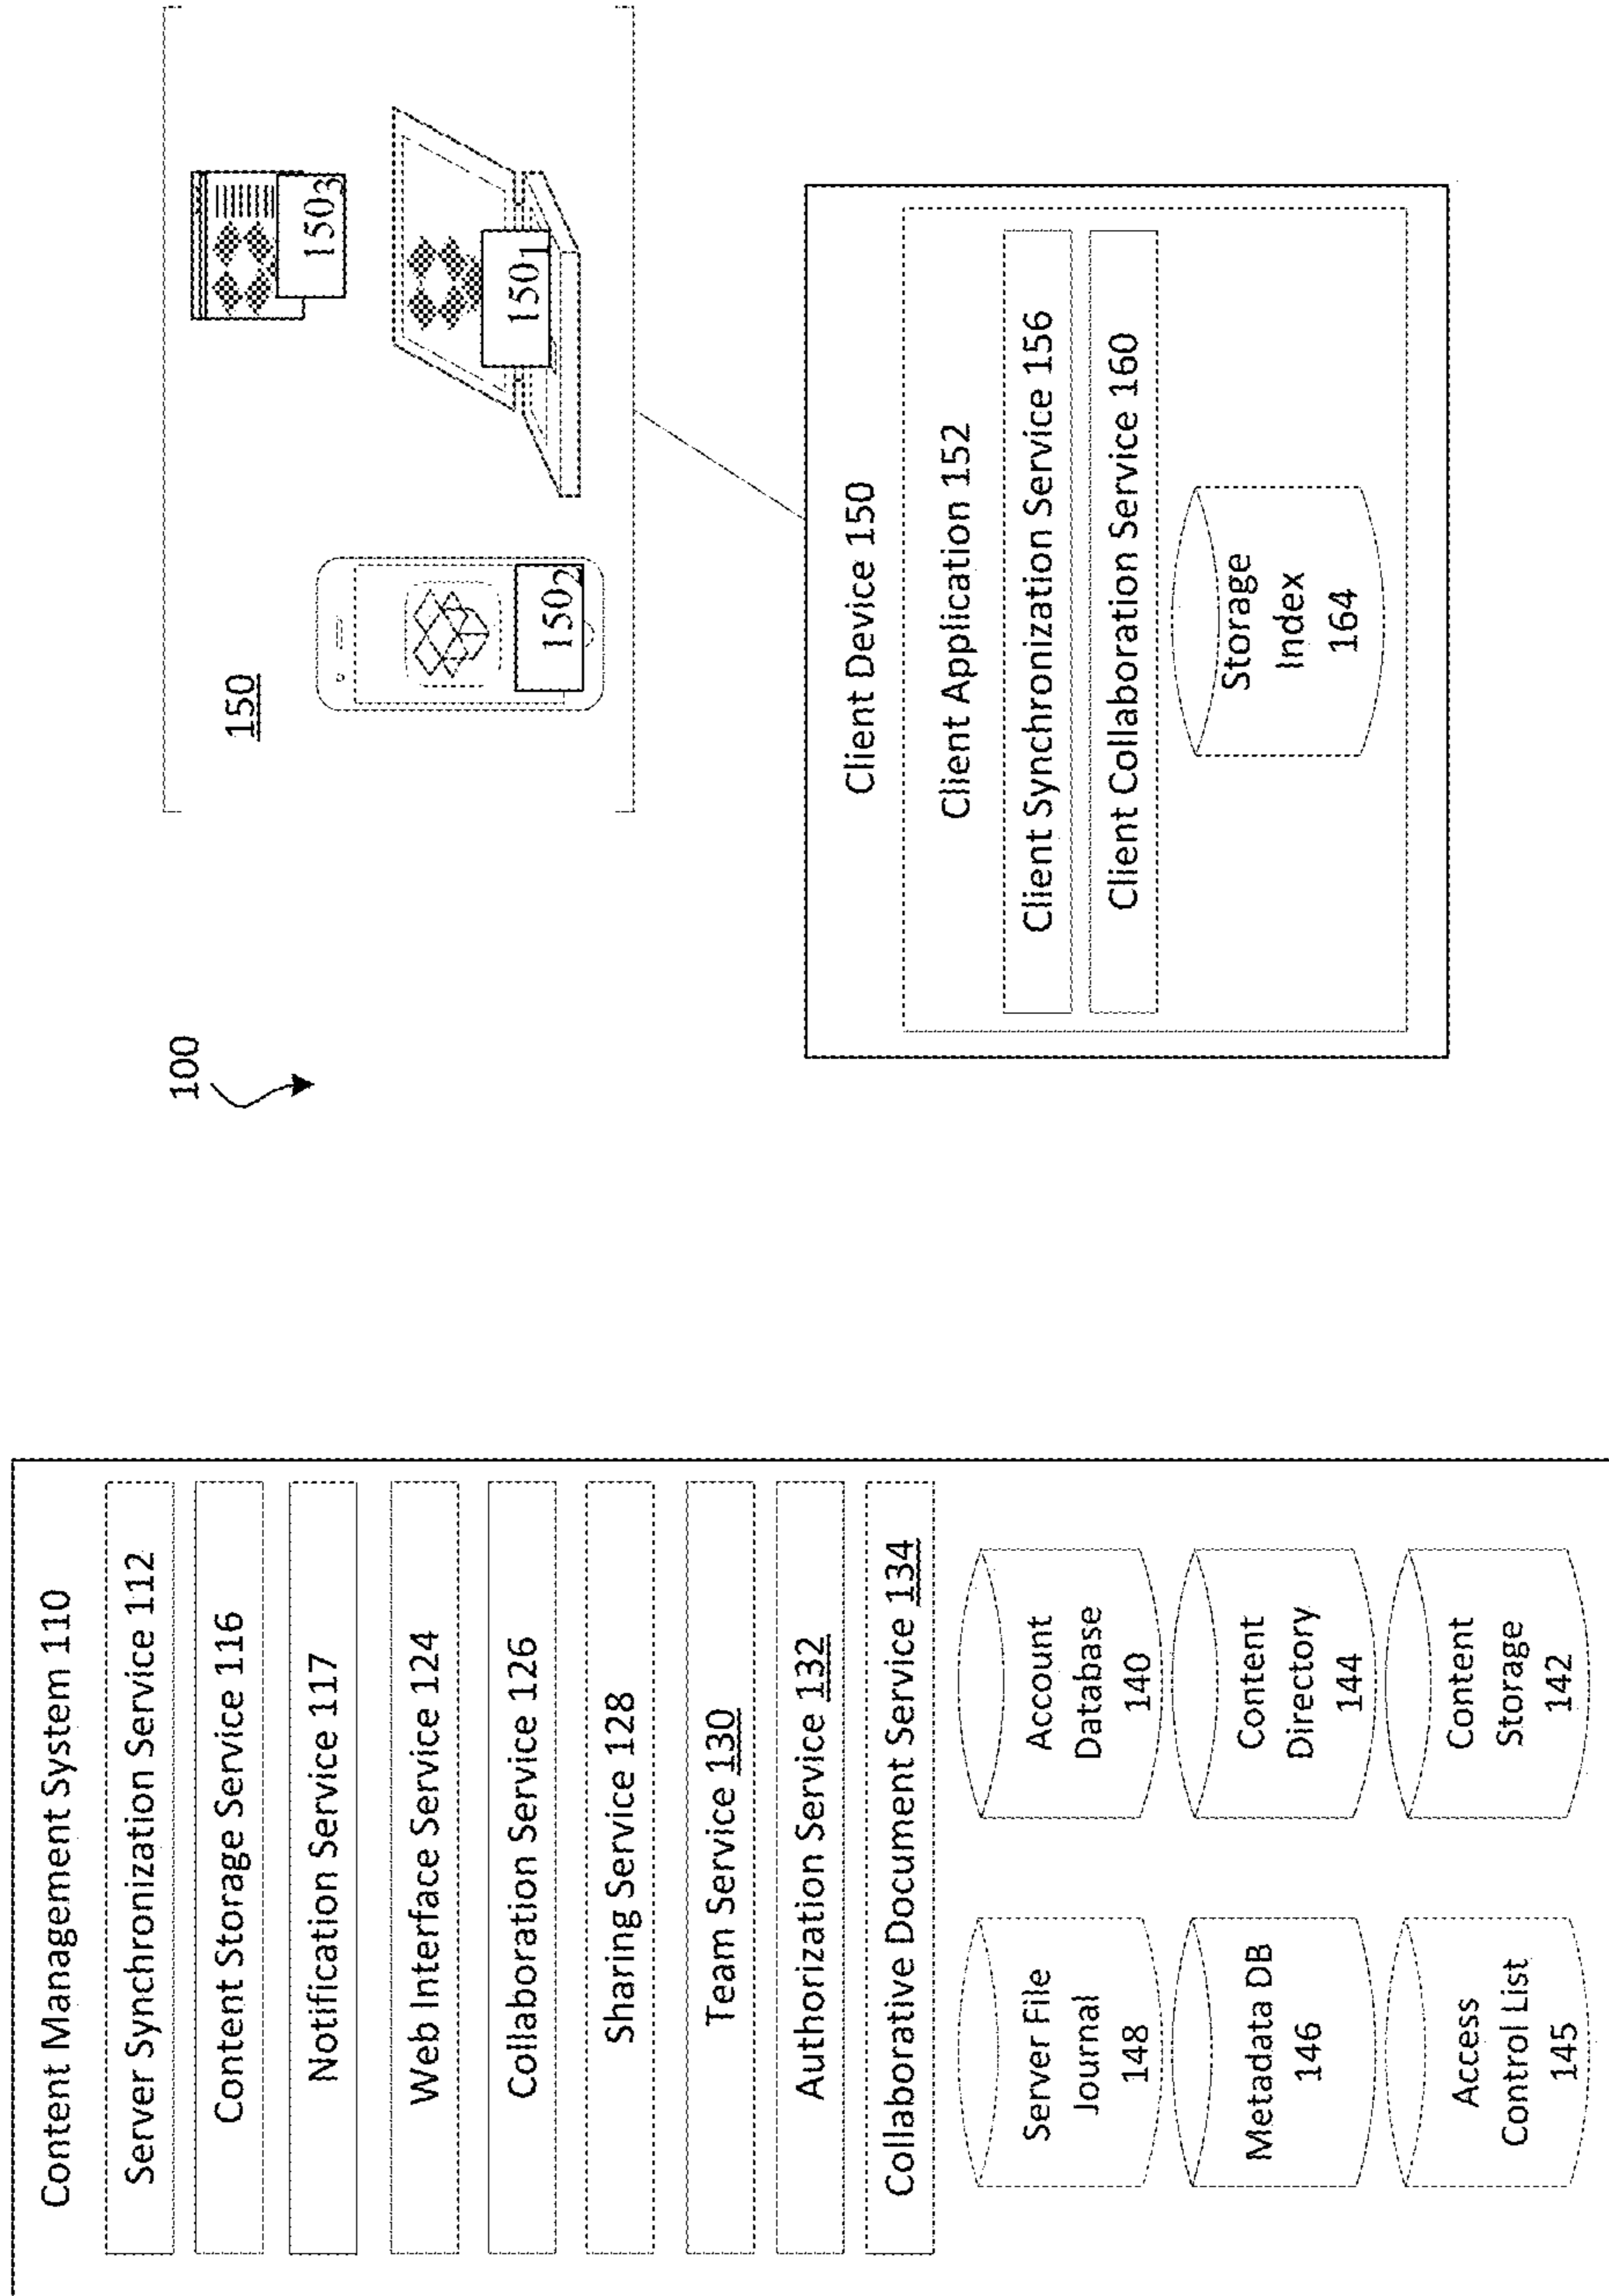 Content Management System 110
Server Synchronization Service 112
Content Storage Service 116
Notification Service 117
Web Interface Service 124
Collaboration Service 126
Sharing Service 128
Team Service 130
Authorization Service 132
Collaborative Document Service 134
Server File
Journal
148
Account
Database
140
Metadata DB
146
Content
Directory
144
Access
Control List
145
Content
Storage
142
100
150
150₂
150₁
150₃
Client Device 150
Client Application 152
Client Synchronization Service 156
Client Collaboration Service 160
Storage
Index
164